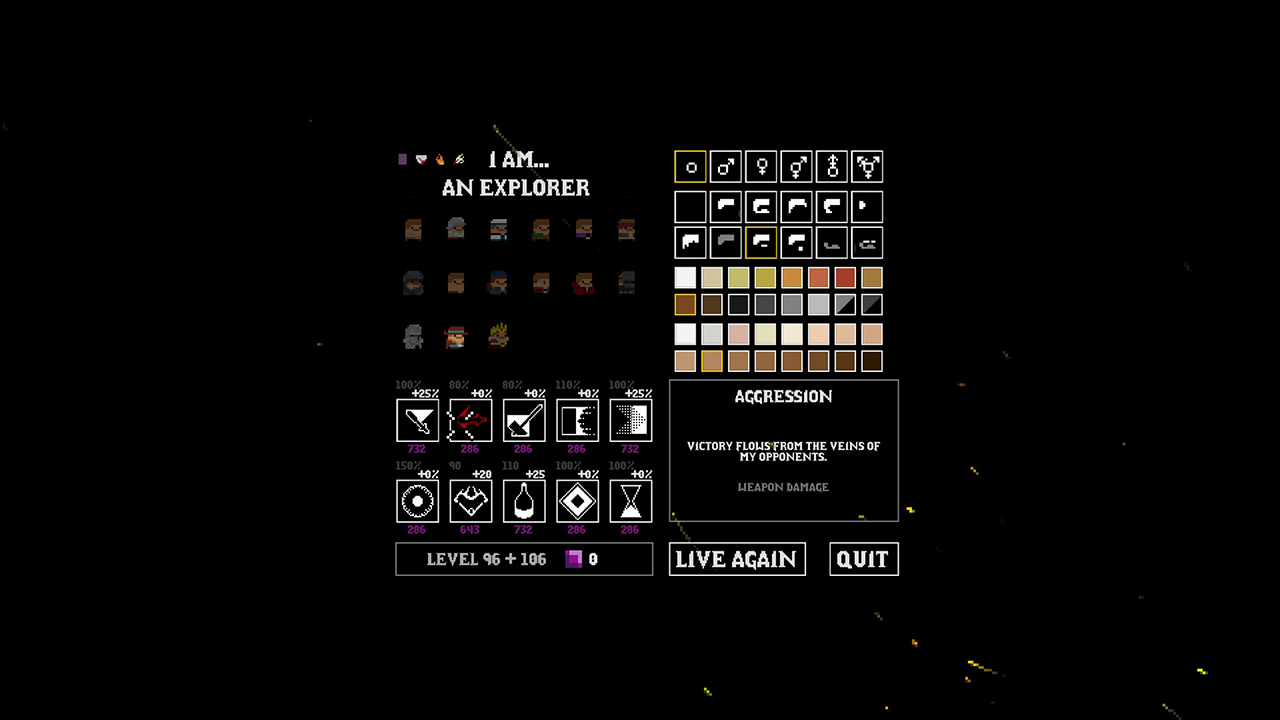 I AM...
AN EXPLORER
100% 80% 80% 110% 100%
+25% +0% +0% +0% +25%
732 286 286 286 732
150% 90 110 100% 100%
+0% +20 +25 +0% +0%
286 643 732 286 286
LEVEL 96 + 106 0
AGGRESSION
VICTORY FLOWS FROM THE VEINS OF
MY OPPONENTS.
WEAPON DAMAGE
LIVE AGAIN
QUIT